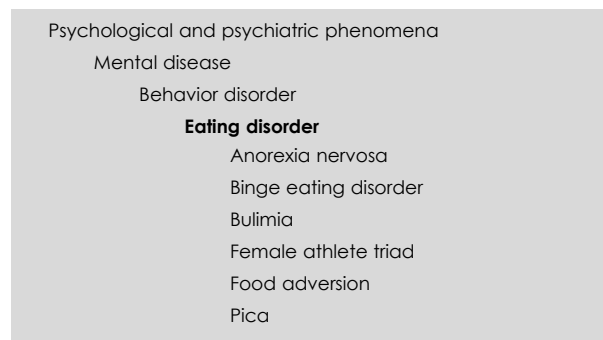 Psychological and psychiatric phenomena
Mental disease
Behavior disorder
Eating disorder
Anorexia nervosa
Binge eating disorder
Bulimia
Female athlete triad
Food adversion
Pica